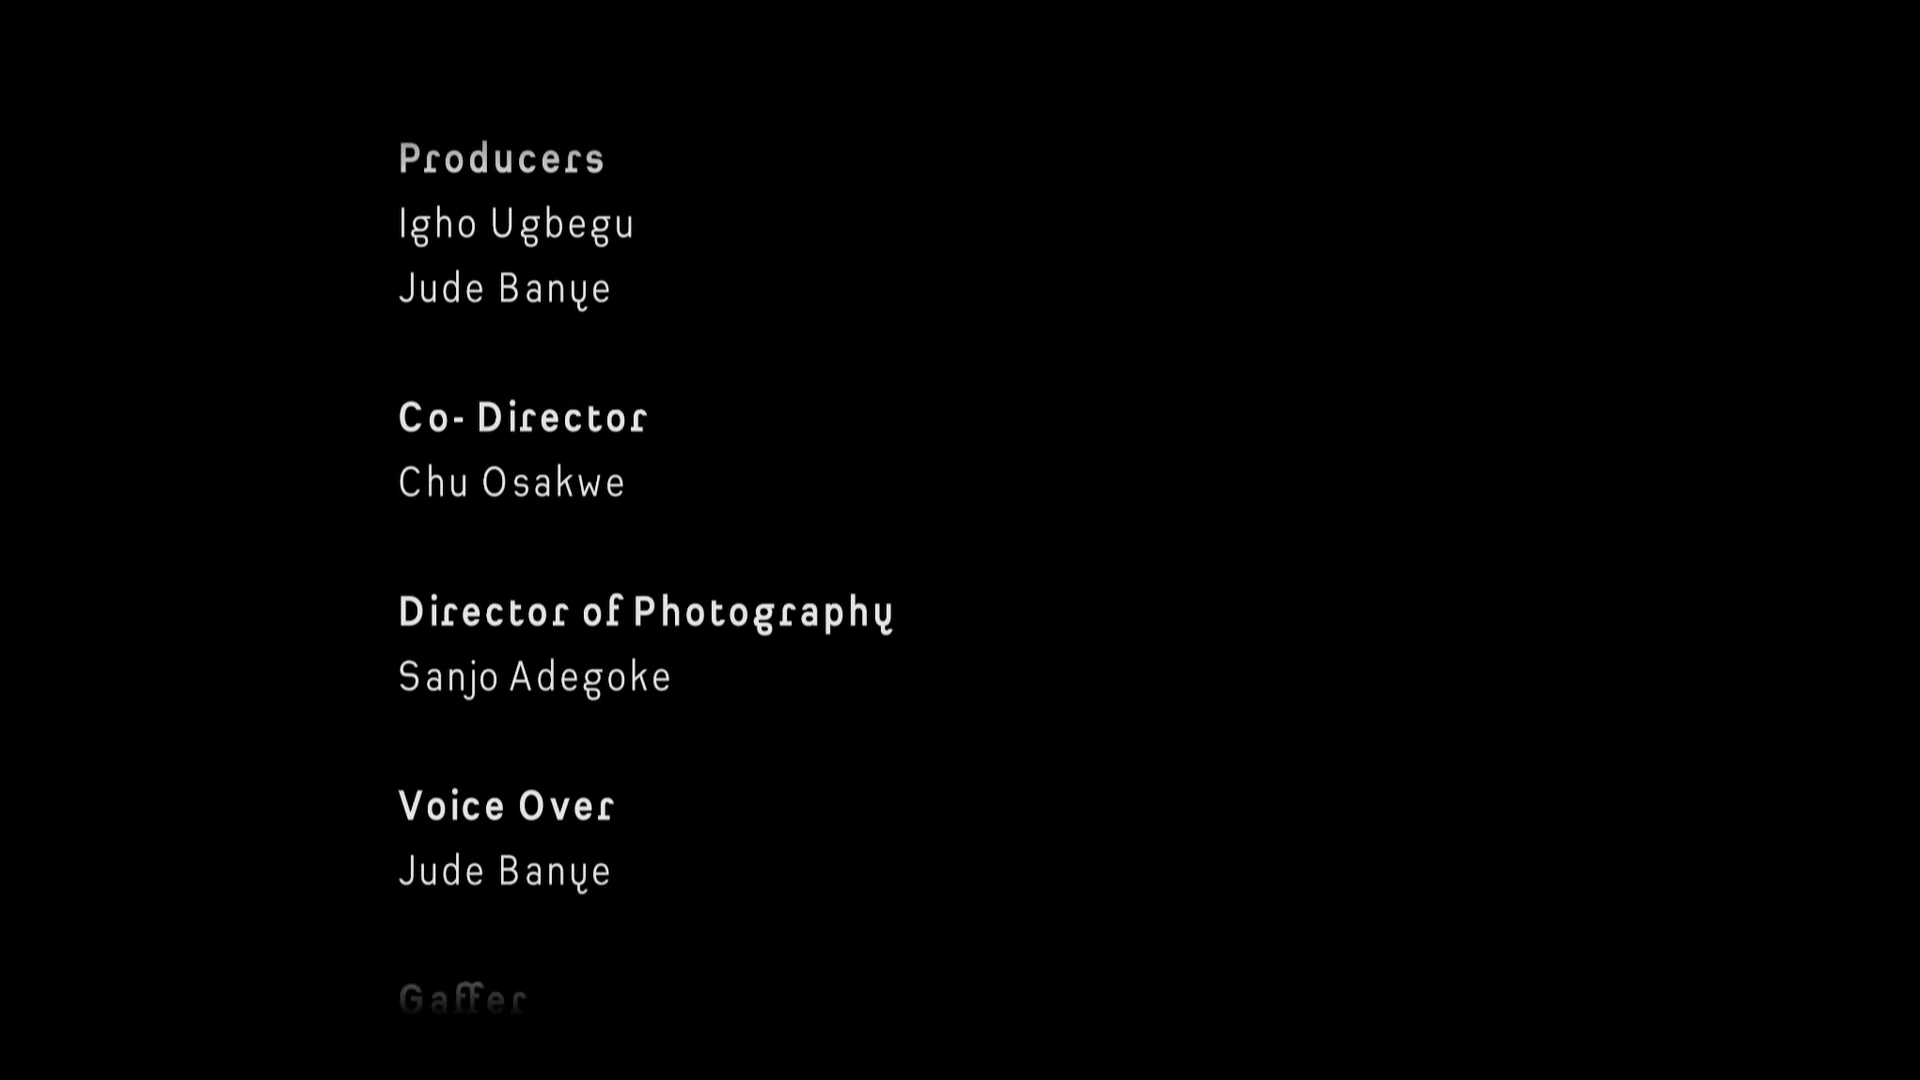 Producers
Igho Ugbegu
Jude Banye
Co- Director
Chu Osakwe
Director of Photography
Sanjo Adegoke
Voice Over
Jude Banye
Gaffer